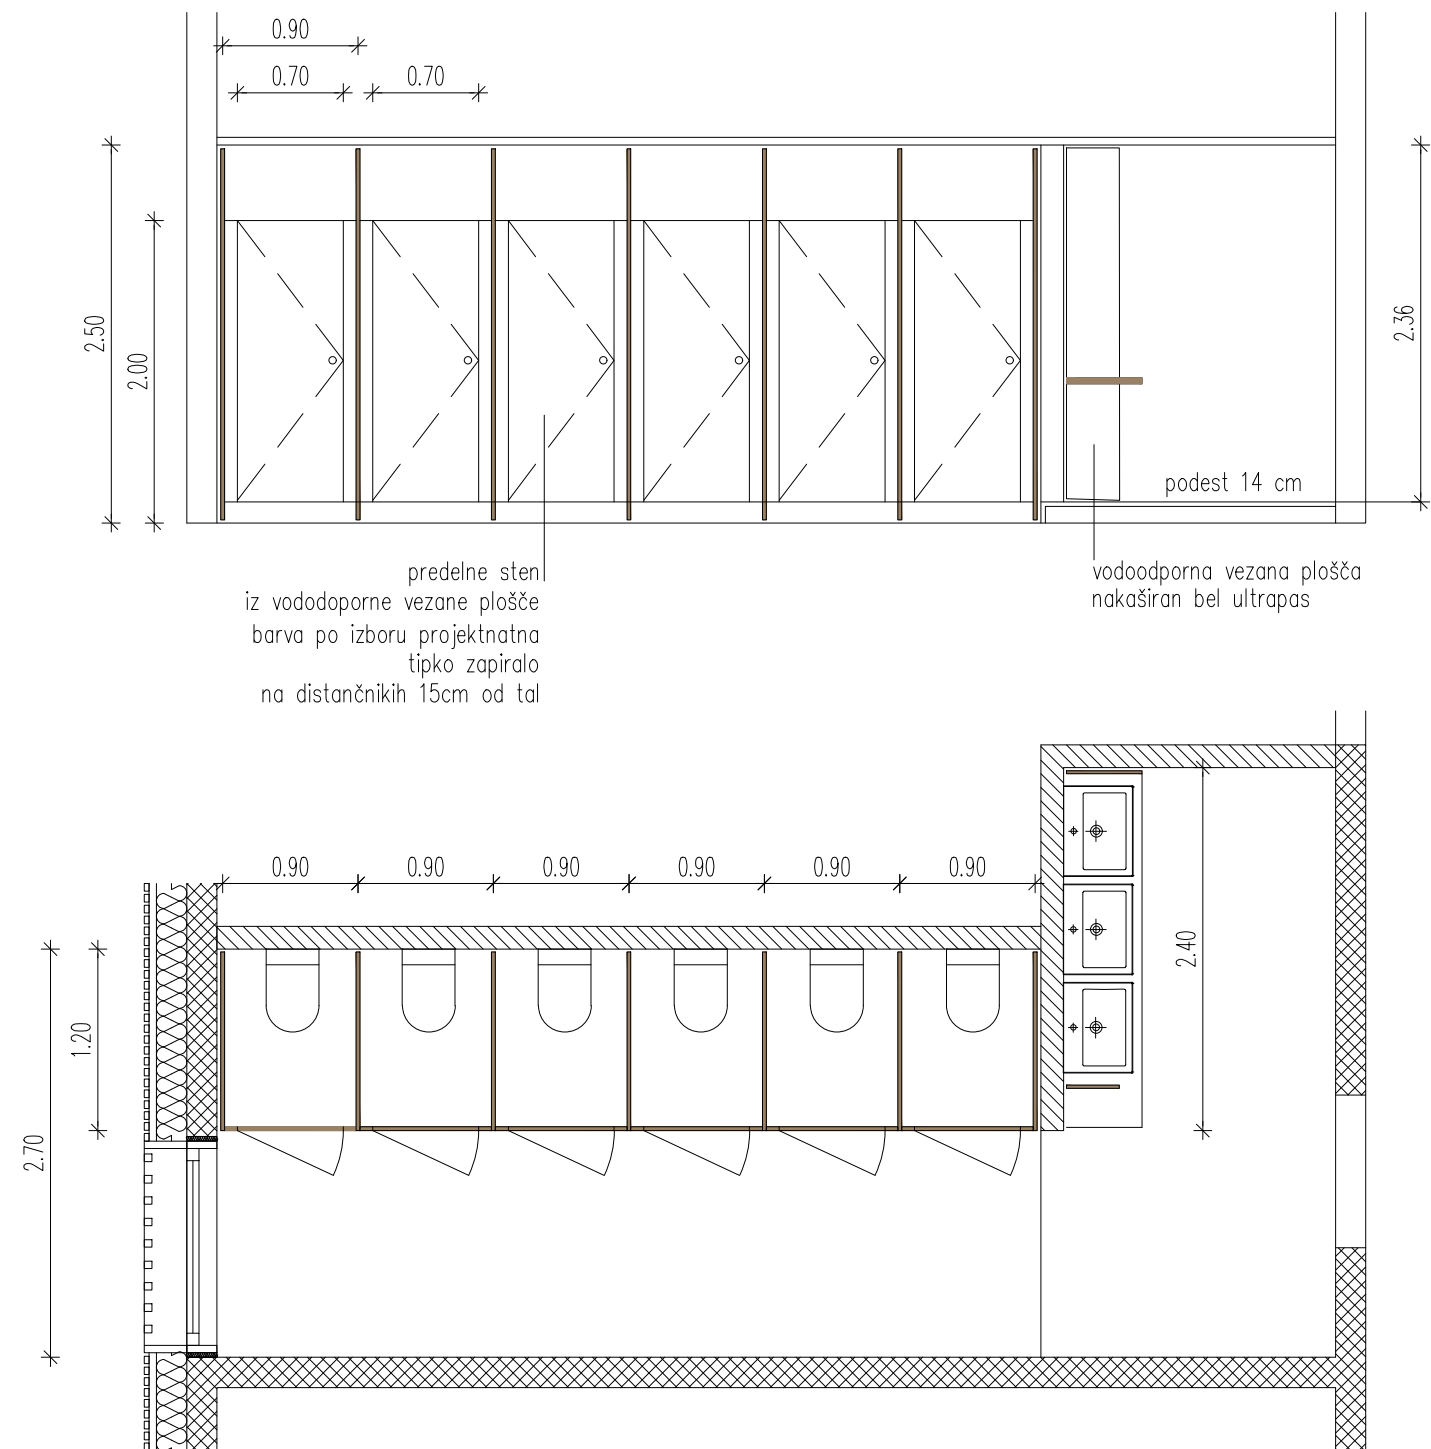 0.90
0.70 0.70
2.50
2.00
2.36
podest 14 cm
predelne sten
iz vododoporne vezane plošče
barva po izboru projektnatna
tipko zapiralo
na distančnikih 15cm od tal
vodoodporna vezana plošča
nakaširan bel ultrapas
0.90 0.90 0.90 0.90 0.90 0.90
2.40
1.20
2.70